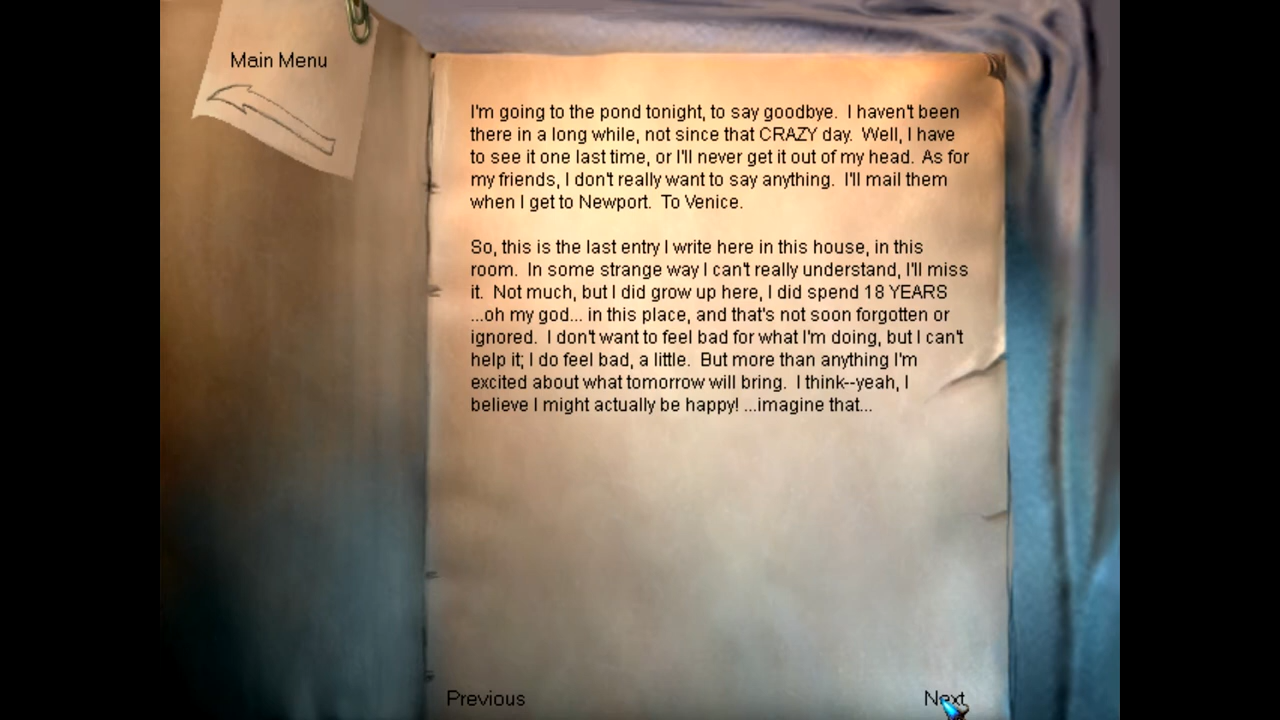 Main Menu
I'm going to the pond tonight, to say goodbye.  I haven't been
there in a long while, not since that CRAZY day.  Well, I have
to see it one last time, or I'll never get it out of my head.  As for
my friends, I don't really want to say anything.  I'll mail them
when I get to Newport.  To Venice.
So, this is the last entry I write here in this house, in this
room.  In some strange way I can't really understand, I'll miss
it.  Not much, but I did grow up here, I did spend 18 YEARS
...oh my god... in this place, and that's not soon forgotten or
ignored.  I don't want to feel bad for what I'm doing, but I can't
help it; I do feel bad, a little.  But more than anything I'm
excited about what tomorrow will bring.  I think--yeah, I
believe I might actually be happy! ...imagine that...
Previous
Next